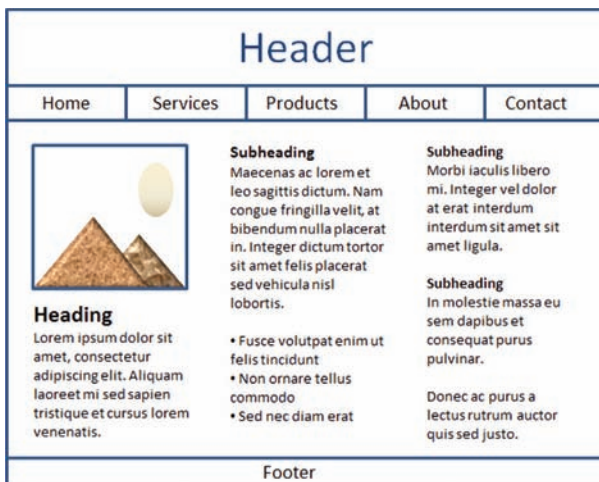 Header
Home
Services
Products
About
Contact
Heading
Lorem ipsum dolor sit
amet, consectetur
adipiscing elit. Aliquam
laoreet mi sed sapien
tristique et cursus lorem
venenatis.
Subheading
Maecenas ac lorem et
leo sagittis dictum. Nam
congue fringilla velit, at
bibendum nulla placerat
in. Integer dictum tortor
sit amet felis placerat
sed vehicula nisl
lobortis.
• Fusce volutpat enim ut
felis tincidunt
• Non ornare tellus
commodo
• Sed nec diam erat
Subheading
Morbi iaculis libero
mi. Integer vel dolor
at erat interdum
interdum sit amet sit
amet ligula.
Subheading
In molestie massa eu
sem dapibus et
consequat purus
pulvinar.
Donec ac purus a
lectus rutrum auctor
quis sed justo.
Footer